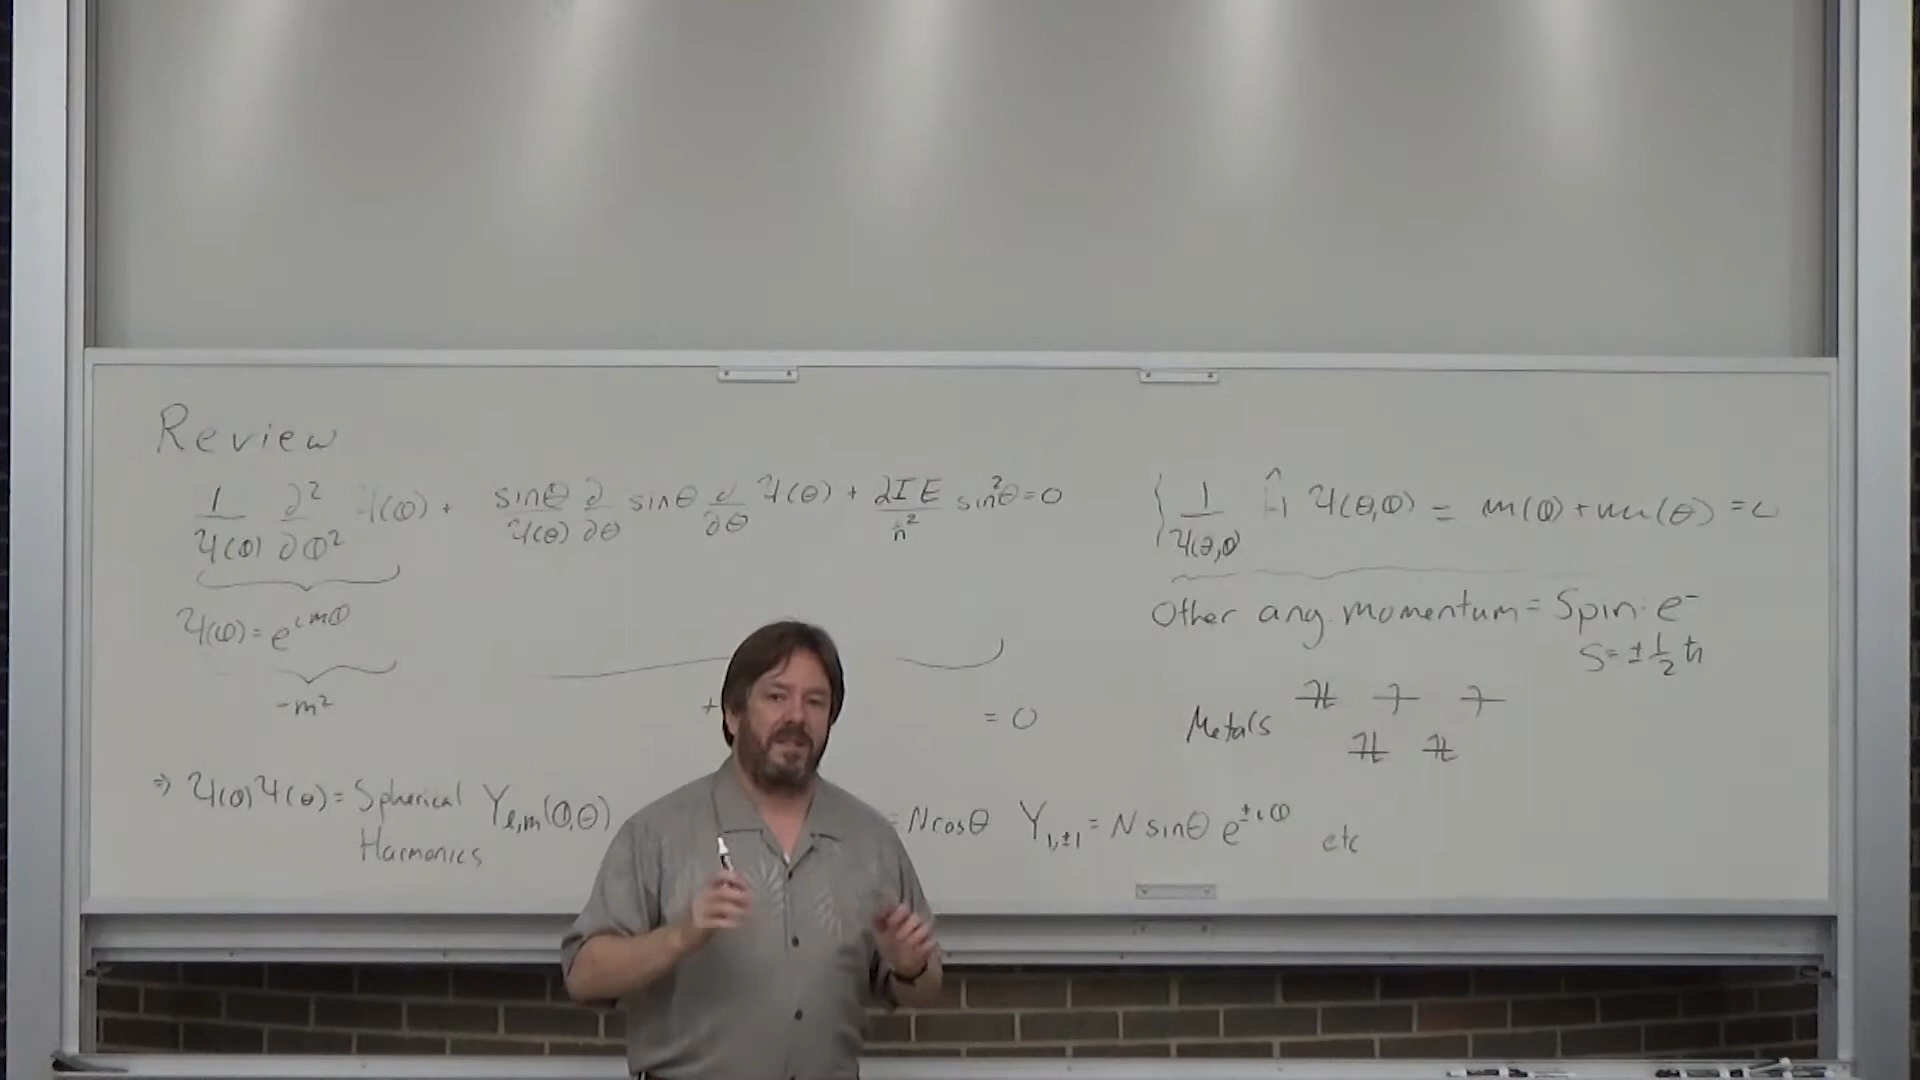 Review
1/Ψ(Φ) ∂²/∂Φ² Ψ(Φ) + sinθ/Ψ(θ) ∂/∂θ sinθ ∂/∂θ Ψ(θ) + 2IE/ħ² sin²θ = 0
Ψ(Φ) = e^{imΦ}
-m²
+
= 0
⇒ Ψ(Φ)Ψ(θ) = Spherical Harmonics Y_{l,m}(Φ,θ)
= N cosθ Y_{1,±1} = N sinθ e^{±iΦ} etc
1/Ψ(θ,Φ) Ĥ Ψ(θ,Φ) = m(Φ) + m(θ) = c
Other ang. momentum = Spin: e⁻
S = ± 1/2 ħ
Metals